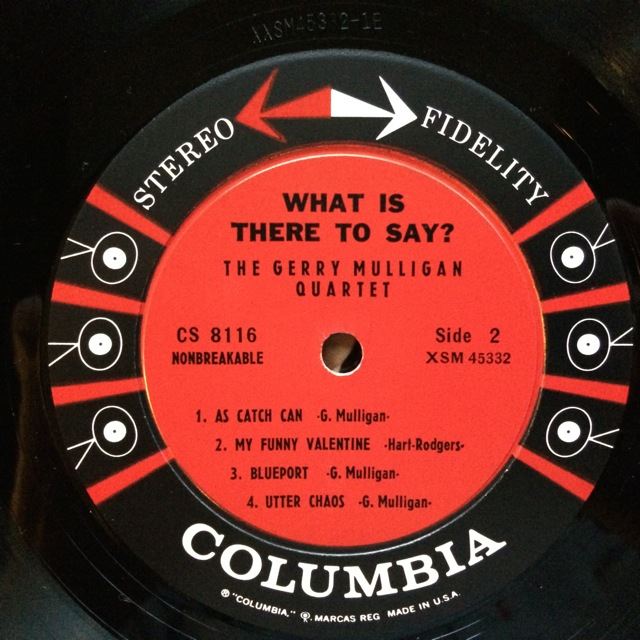 STEREO FIDELITY
WHAT IS
THERE TO SAY?
THE GERRY MULLIGAN
QUARTET
CS 8116
NONBREAKABLE
Side 2
XSM 45332
1. AS CATCH CAN -G. Mulligan-
2. MY FUNNY VALENTINE -Hart-Rodgers-
3. BLUEPORT -G. Mulligan-
4. UTTER CHAOS -G. Mulligan-
COLUMBIA
® "COLUMBIA," ®, MARCAS REG MADE IN U.S.A.